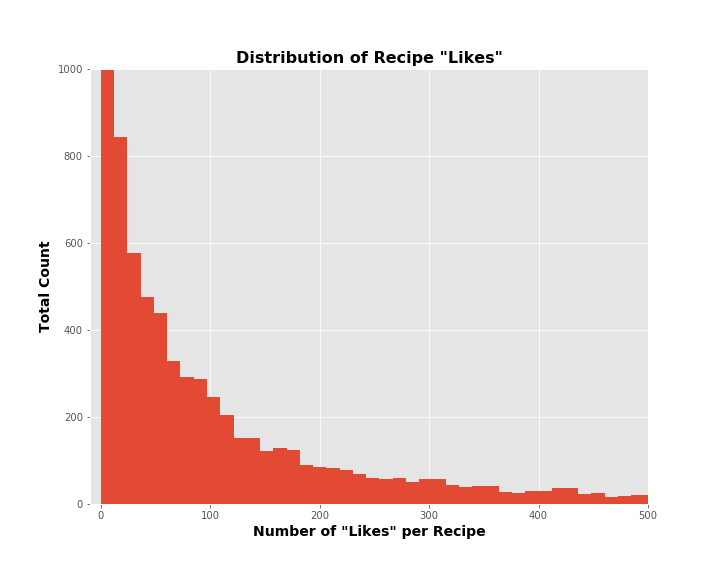 Distribution of Recipe "Likes"
1000
800
600
400
200
0
Total Count
0 100 200 300 400 500
Number of "Likes" per Recipe